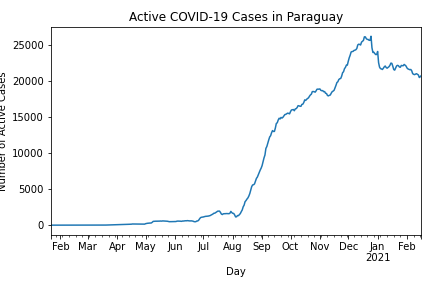 Active COVID-19 Cases in Paraguay
Number of Active Cases
25000
20000
15000
10000
5000
0
Feb Mar Apr May Jun Jul Aug Sep Oct Nov Dec Jan Feb
2021
Day